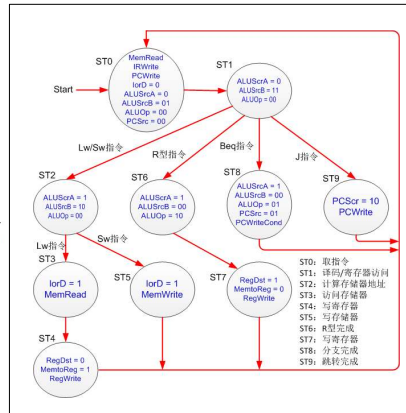 ST0
MemRead
IRWrite
PCWrite
IorD = 0
ALUScrA = 0
ALUSrcB = 01
ALUOp = 00
PCSrc = 00
Start
ST1
ALUScrA = 0
ALUSrcB = 11
ALUOp = 00
Lw/Sw指令
R型指令
Beq指令
J指令
ST2
ALUScrA = 1
ALUSrcB = 10
ALUOp = 00
ST6
ALUScrA = 1
ALUSrcB = 00
ALUOp = 10
ST8
ALUScrA = 1
ALUSrcB = 00
ALUOp = 01
PCSrc = 01
PCWriteCond
ST9
PCScr = 10
PCWrite
Lw指令
Sw指令
ST3
IorD = 1
MemRead
ST5
IorD = 1
MemWrite
ST7
RegDst = 1
MemtoReg = 0
RegWrite
ST4
RegDst = 0
MemtoReg = 1
RegWrite
ST0: 取指令
ST1: 译码/寄存器访问
ST2: 计算存储器地址
ST3: 访问存储器
ST4: 写寄存器
ST5: 写存储器
ST6: R型完成
ST7: 写寄存器
ST8: 分支完成
ST9: 跳转完成